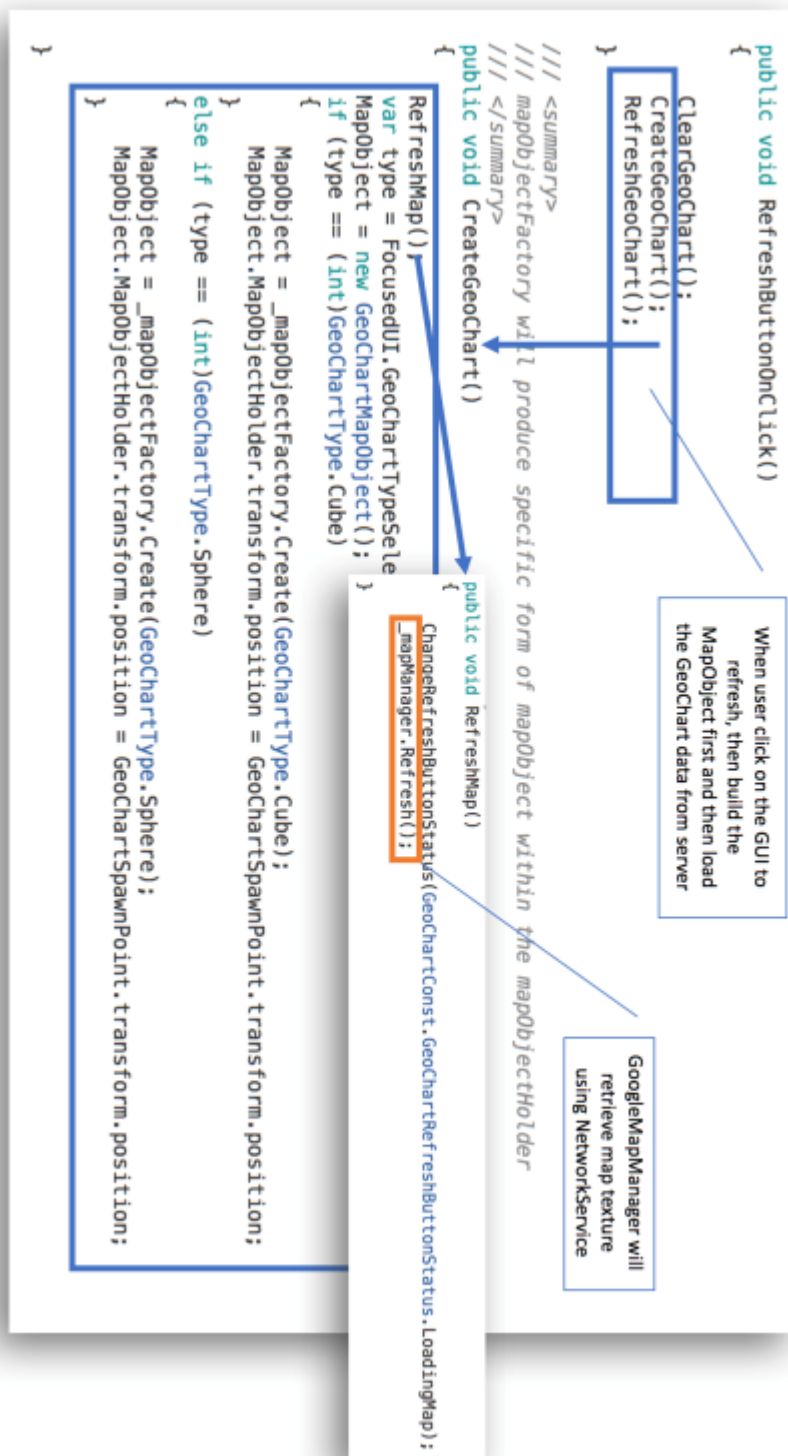 public void RefreshButtonOnClick()
{
ClearGeoChart();
CreateGeoChart();
RefreshGeoChart();
}
When user click on the GUI to
refresh, then build the
MapObject first and then load
the GeoChart data from server
/// <summary>
/// mapObjectFactory will produce specific form of mapObject within the mapObjectHolder
/// </summary>
public void CreateGeoChart()
{
RefreshMap();
var type = FocusedUI.GeoChartTypeSele
MapObject = new GeoChartMapObject();
if (type == (int)GeoChartType.Cube)
{
MapObject = _mapObjectFactory.Create(GeoChartType.Cube);
MapObject.MapObjectHolder.transform.position = GeoChartSpawnPoint.transform.position;
}
else if (type == (int)GeoChartType.Sphere)
{
MapObject = _mapObjectFactory.Create(GeoChartType.Sphere);
MapObject.MapObjectHolder.transform.position = GeoChartSpawnPoint.transform.position;
}
}
GoogleMapManager will
retrieve map texture
using NetworkService
public void RefreshMap()
{
ChangeRefreshButtonStatus(GeoChartConst.GeoChartRefreshButtonStatus.LoadingMap);
_mapManager.Refresh();
}